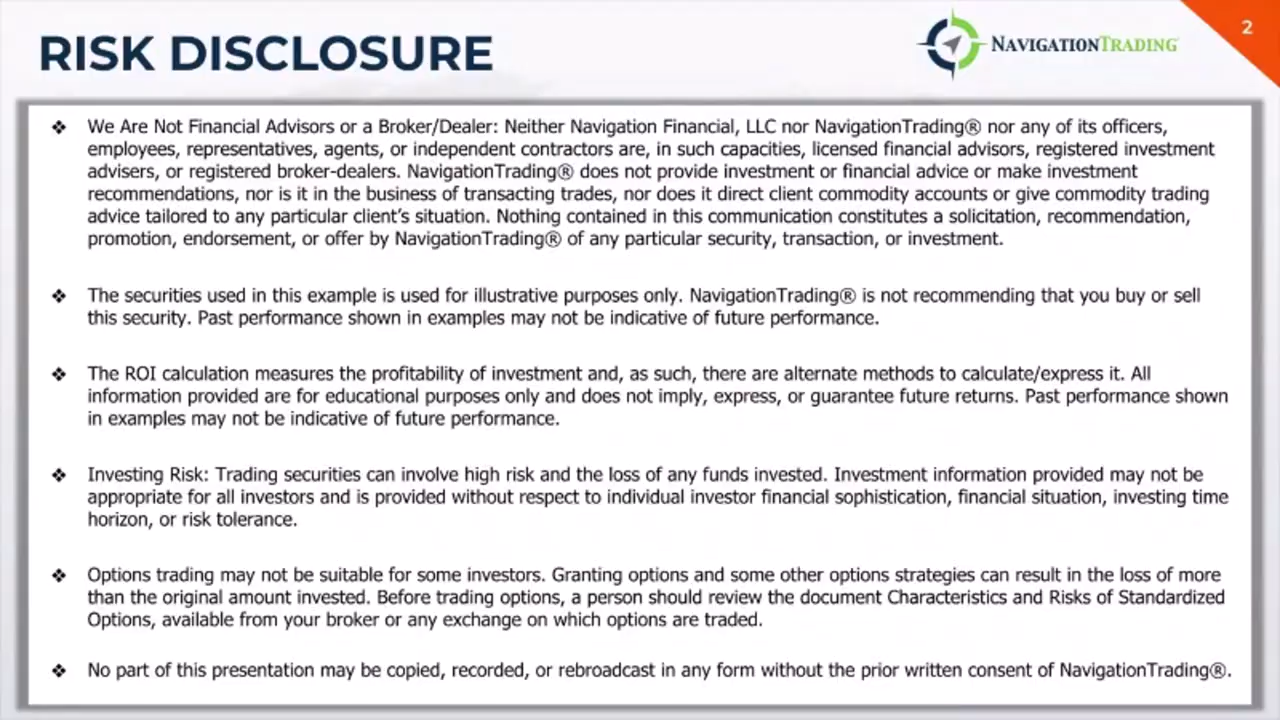 2
RISK DISCLOSURE
NAVIGATIONTRADING
❖ We Are Not Financial Advisors or a Broker/Dealer: Neither Navigation Financial, LLC nor NavigationTrading® nor any of its officers,
employees, representatives, agents, or independent contractors are, in such capacities, licensed financial advisors, registered investment
advisers, or registered broker-dealers. NavigationTrading® does not provide investment or financial advice or make investment
recommendations, nor is it in the business of transacting trades, nor does it direct client commodity accounts or give commodity trading
advice tailored to any particular client’s situation. Nothing contained in this communication constitutes a solicitation, recommendation,
promotion, endorsement, or offer by NavigationTrading® of any particular security, transaction, or investment.
❖ The securities used in this example is used for illustrative purposes only. NavigationTrading® is not recommending that you buy or sell
this security. Past performance shown in examples may not be indicative of future performance.
❖ The ROI calculation measures the profitability of investment and, as such, there are alternate methods to calculate/express it. All
information provided are for educational purposes only and does not imply, express, or guarantee future returns. Past performance shown
in examples may not be indicative of future performance.
❖ Investing Risk: Trading securities can involve high risk and the loss of any funds invested. Investment information provided may not be
appropriate for all investors and is provided without respect to individual investor financial sophistication, financial situation, investing time
horizon, or risk tolerance.
❖ Options trading may not be suitable for some investors. Granting options and some other options strategies can result in the loss of more
than the original amount invested. Before trading options, a person should review the document Characteristics and Risks of Standardized
Options, available from your broker or any exchange on which options are traded.
❖ No part of this presentation may be copied, recorded, or rebroadcast in any form without the prior written consent of NavigationTrading®.